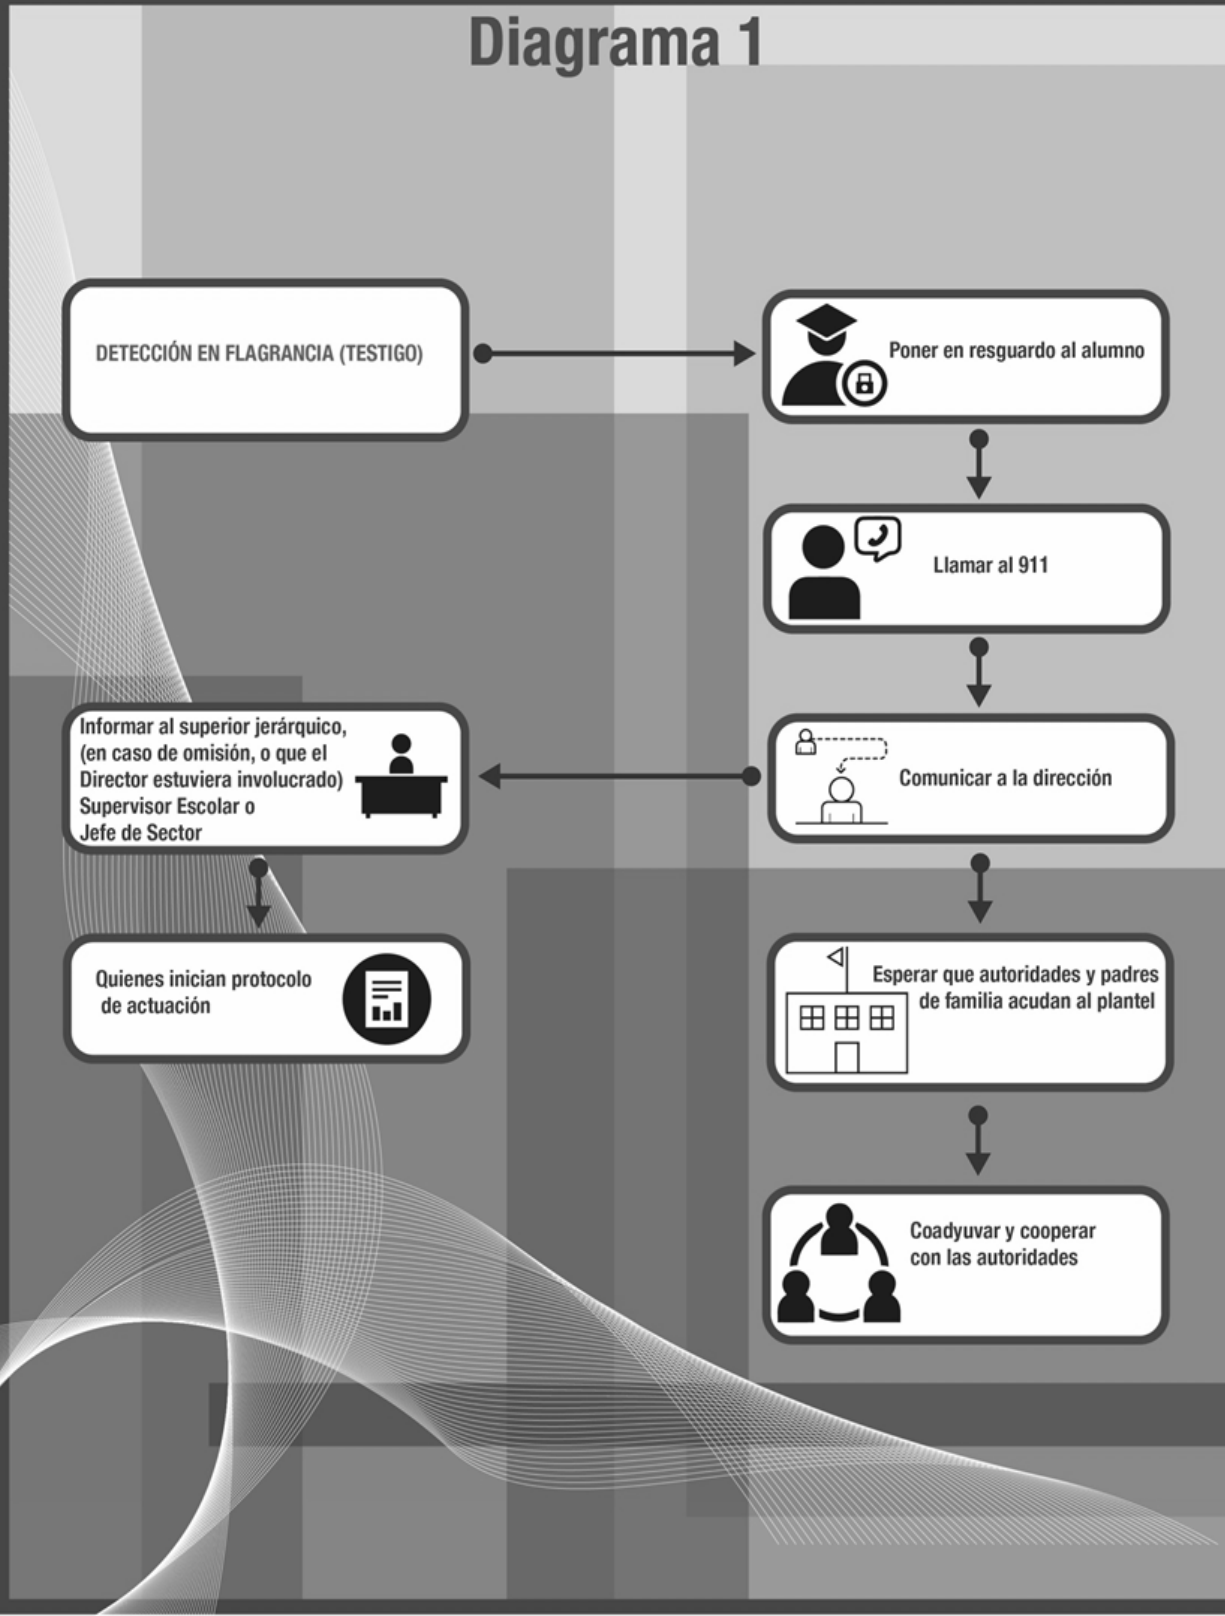 Diagrama 1
DETECCIÓN EN FLAGRANCIA (TESTIGO)
Poner en resguardo al alumno
Llamar al 911
Comunicar a la dirección
Informar al superior jerárquico,
(en caso de omisión, o que el
Director estuviera involucrado)
Supervisor Escolar o
Jefe de Sector
Quienes inician protocolo
de actuación
Esperar que autoridades y padres
de familia acudan al plantel
Coadyuvar y cooperar
con las autoridades